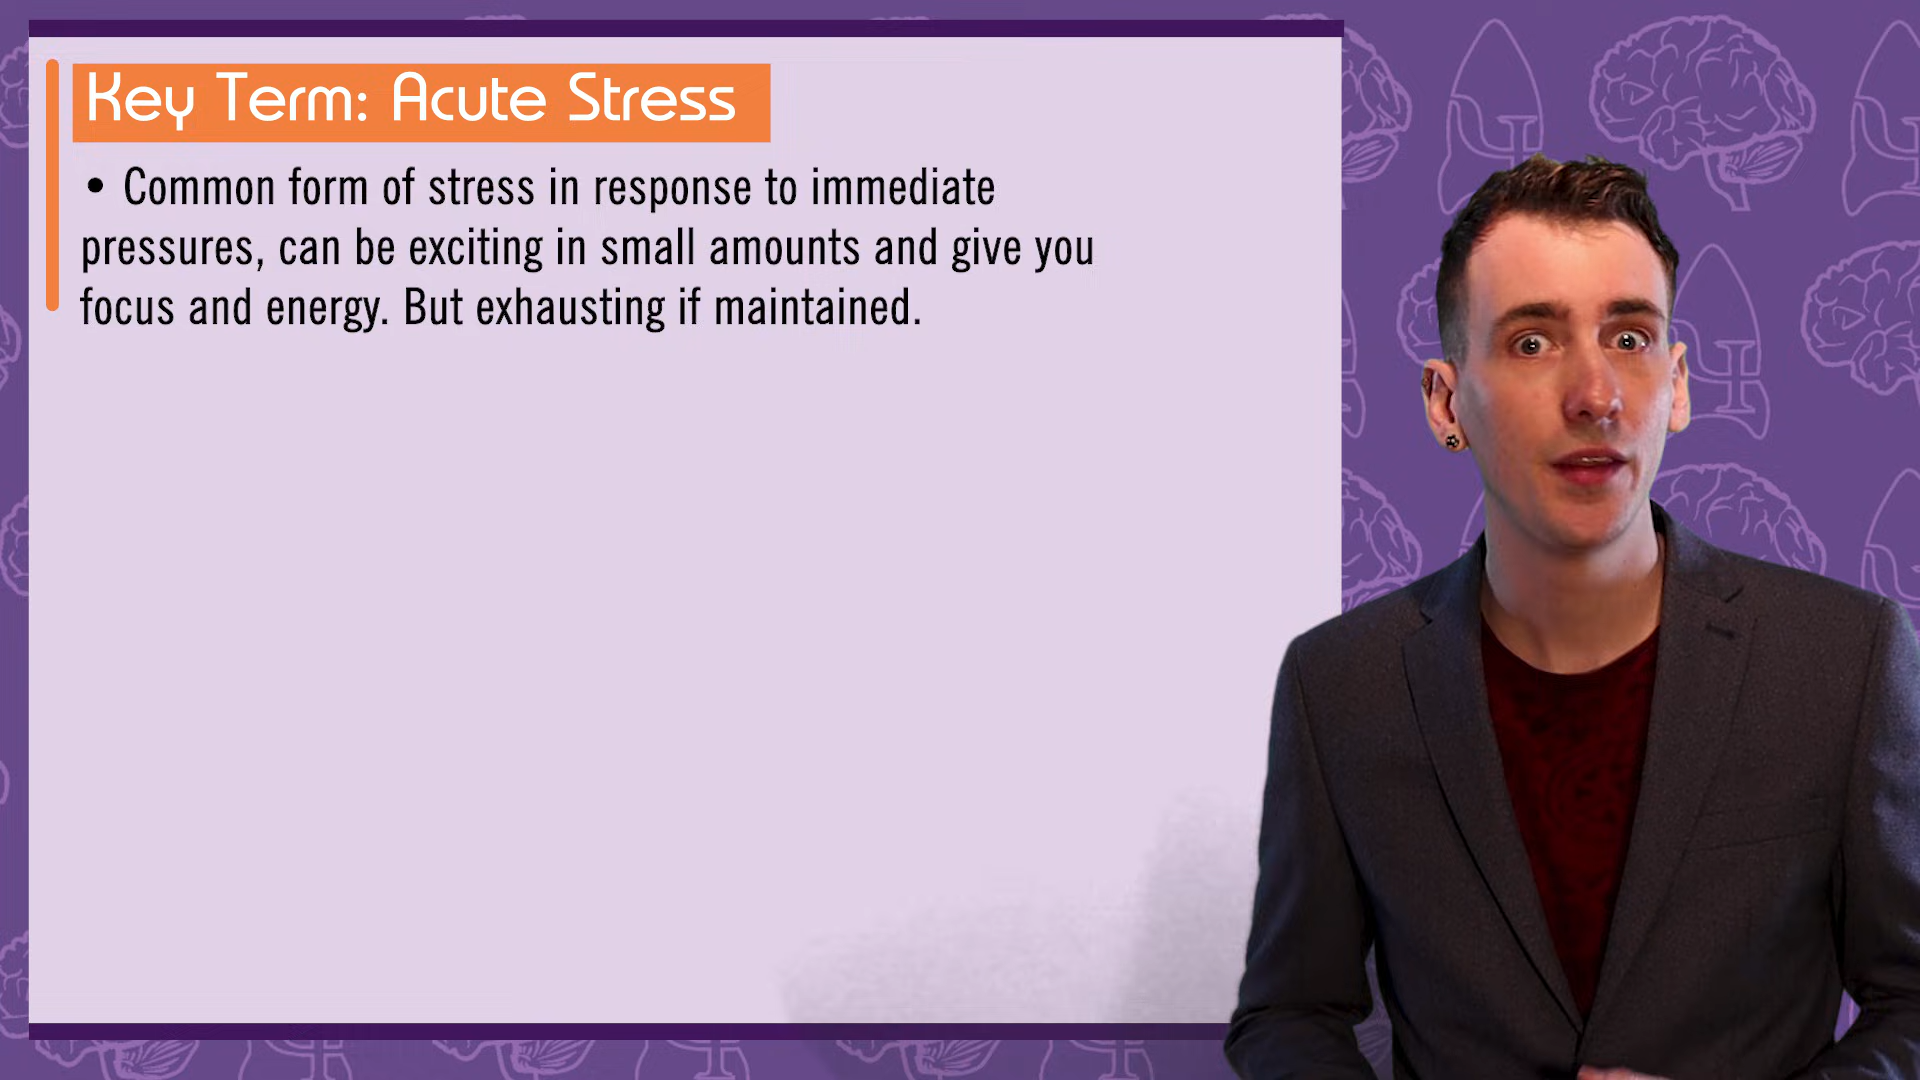 Key Term: Acute Stress
• Common form of stress in response to immediate
pressures, can be exciting in small amounts and give you
focus and energy. But exhausting if maintained.